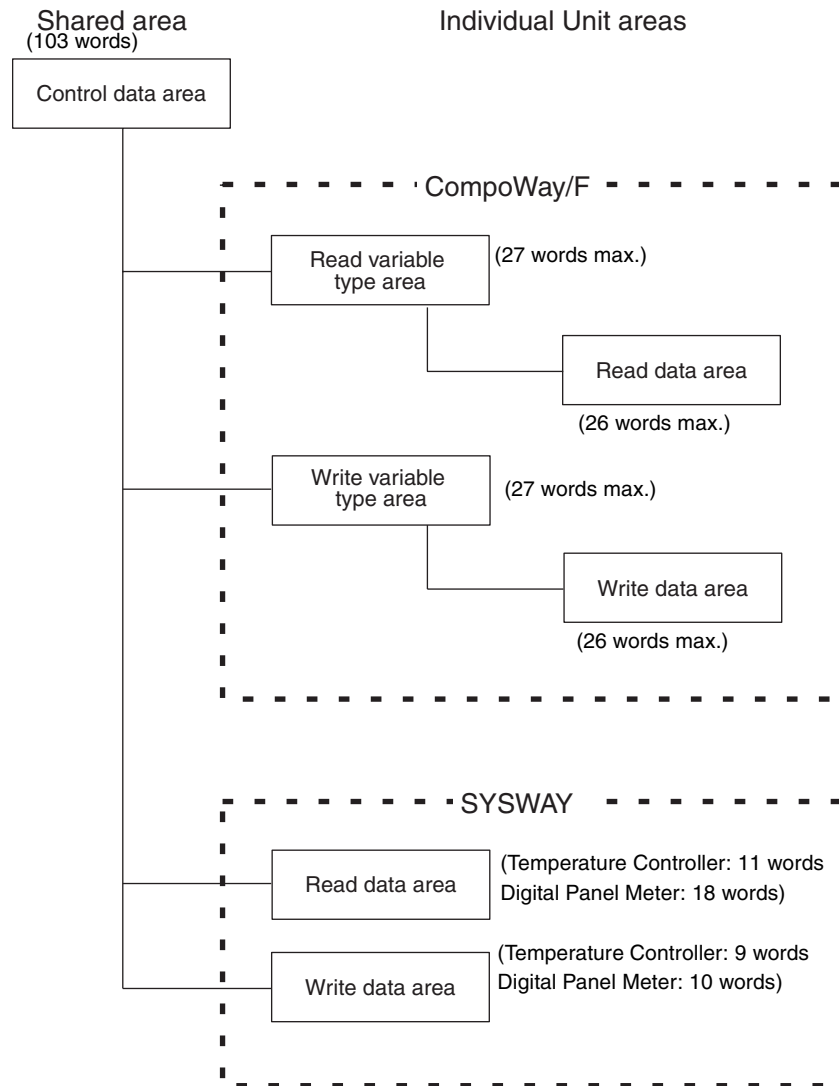 Shared area
(103 words)
Individual Unit areas
Control data area
CompoWay/F
Read variable
type area
(27 words max.)
Read data area
(26 words max.)
Write variable
type area
(27 words max.)
Write data area
(26 words max.)
SYSWAY
Read data area
(Temperature Controller: 11 words
Digital Panel Meter: 18 words)
Write data area
(Temperature Controller: 9 words
Digital Panel Meter: 10 words)